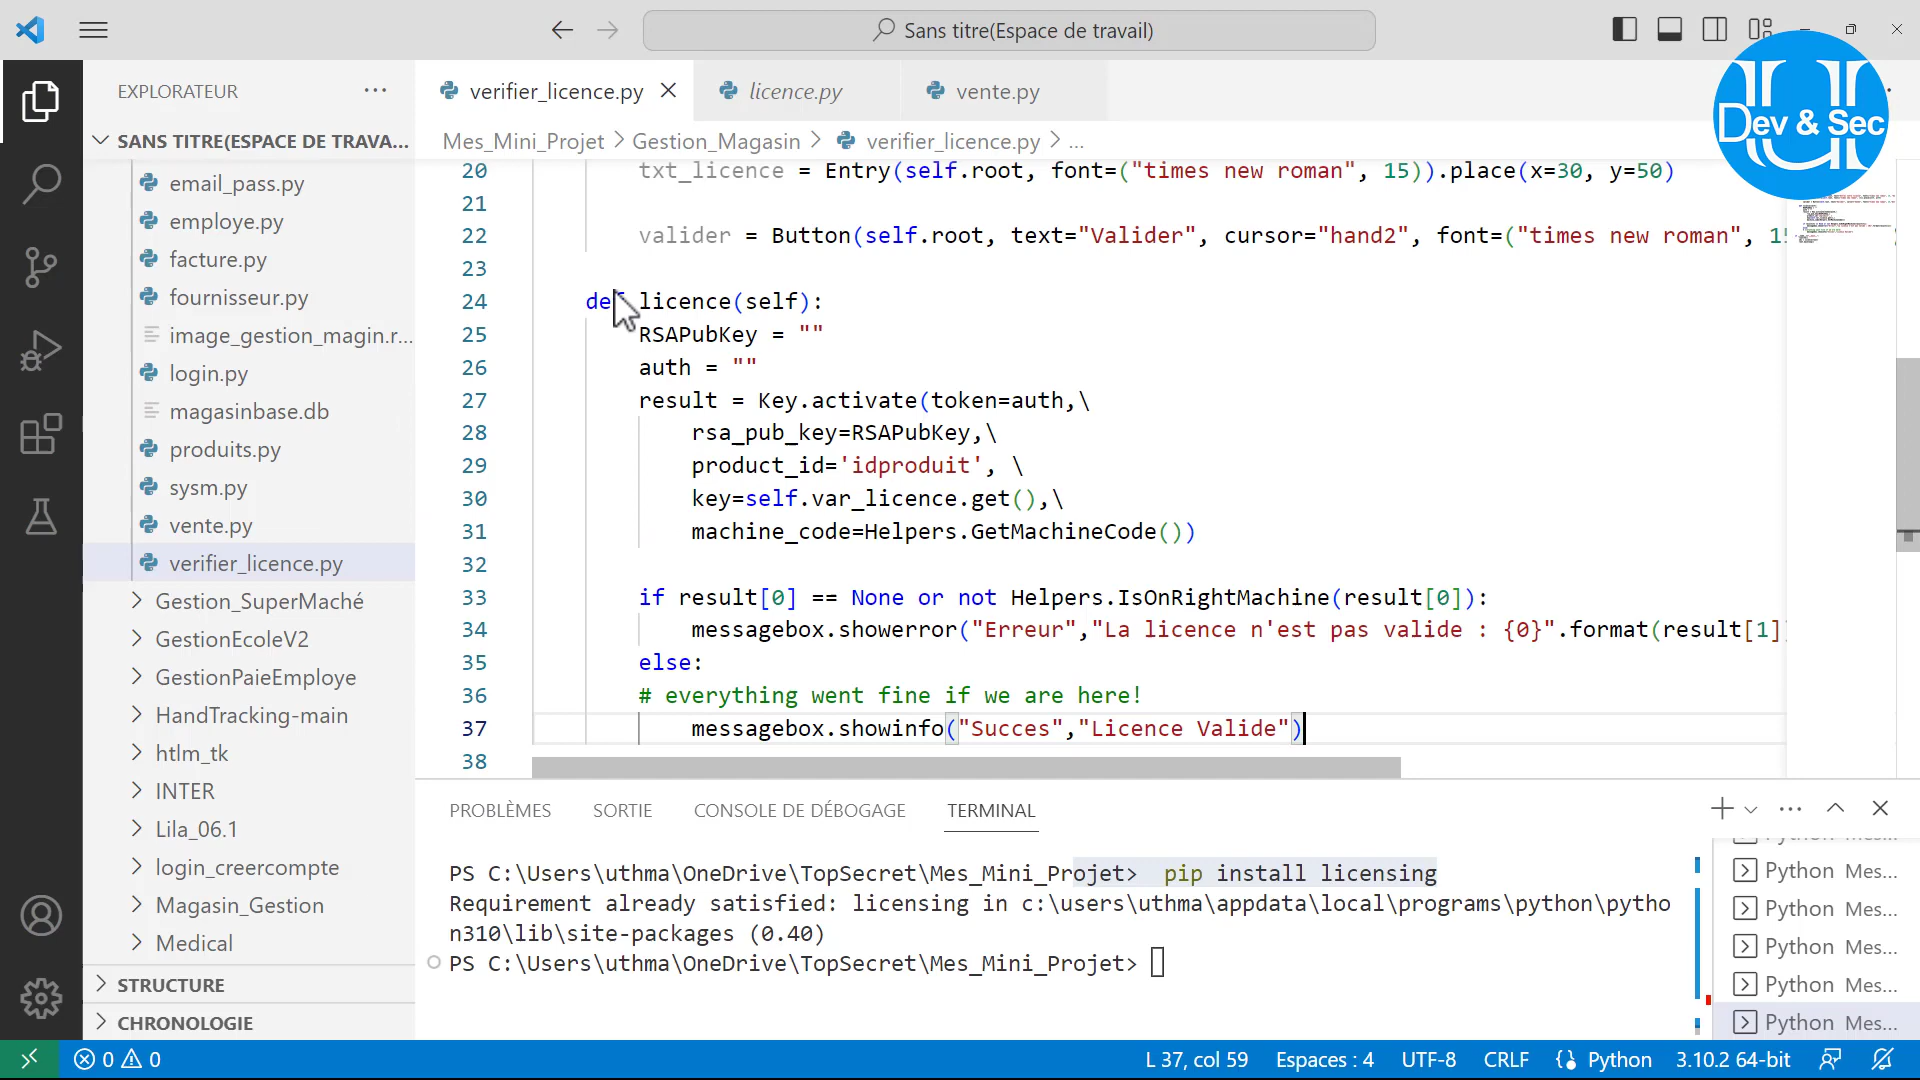 Sans titre(Espace de travail)
Dev & Sec
EXPLORATEUR
SANS TITRE(ESPACE DE TRAVA...
email_pass.py
employe.py
facture.py
fournisseur.py
image_gestion_magin.r...
login.py
magasinbase.db
produits.py
sysm.py
vente.py
verifier_licence.py
Gestion_SuperMaché
GestionEcoleV2
GestionPaieEmploye
HandTracking-main
htlm_tk
INTER
Lila_06.1
login_creercompte
Magasin_Gestion
Medical
STRUCTURE
CHRONOLOGIE
verifier_licence.py licence.py vente.py
Mes_Mini_Projet > Gestion_Magasin > verifier_licence.py > ...
20 txt_licence = Entry(self.root, font=("times new roman", 15)).place(x=30, y=50)
21
22 valider = Button(self.root, text="Valider", cursor="hand2", font=("times new roman", 1
23
24 def licence(self):
25 RSAPubKey = ""
26 auth = ""
27 result = Key.activate(token=auth,\
28 rsa_pub_key=RSAPubKey,\
29 product_id='idproduit', \
30 key=self.var_licence.get(),\
31 machine_code=Helpers.GetMachineCode())
32
33 if result[0] == None or not Helpers.IsOnRightMachine(result[0]):
34 messagebox.showerror("Erreur","La licence n'est pas valide : {0}".format(result[1]
35 else:
36 # everything went fine if we are here!
37 messagebox.showinfo("Succes","Licence Valide")
38
PROBLÈMES SORTIE CONSOLE DE DÉBOGAGE TERMINAL
PS C:\Users\uthma\OneDrive\TopSecret\Mes_Mini_Projet> pip install licensing
Requirement already satisfied: licensing in c:\users\uthma\appdata\local\programs\python\pytho
n310\lib\site-packages (0.40)
PS C:\Users\uthma\OneDrive\TopSecret\Mes_Mini_Projet>
Python Mes...
Python Mes...
Python Mes...
Python Mes...
Python Mes...
0 0
L 37, col 59 Espaces : 4 UTF-8 CRLF Python 3.10.2 64-bit